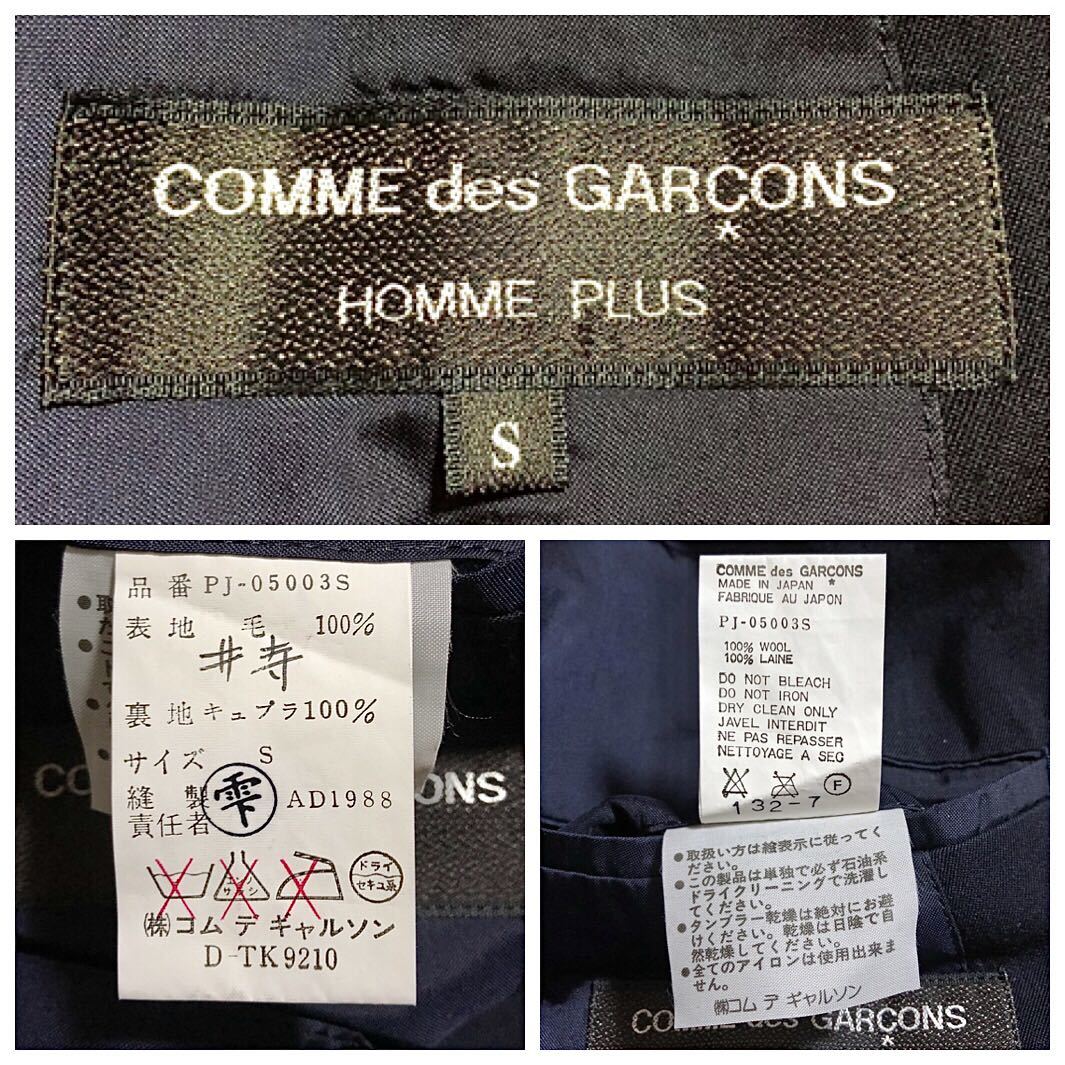 COMME des GARÇONS
*
HOMME PLUS
S
品番 PJ-05003S
表地 毛 100%
井寿
裏地 キュプラ100%
サイズ S
縫製 雫 AD1988
責任者
エンソ
サラシ
ドライ
セキユ系
㈱コム デ ギャルソン
D-TK9210
CO
ONS
COMME des GARCONS
*
MADE IN JAPAN
FABRIQUE AU JAPON
PJ-05003S
100% WOOL
100% LAINE
DO NOT BLEACH
DO NOT IRON
DRY CLEAN ONLY
JAVEL INTERDIT
NE PAS REPASSER
NETTOYAGE A SEC
F
132-7
●取扱い方は絵表示に従ってく
ださい。
●この製品は単独で必ず石油系
ドライクリーニングで洗濯し
てください。
●タンブラー乾燥は絶対にお避
けください。乾燥は日陰で自
然乾燥してください。
●全てのアイロンは使用出来ま
せん。
㈱コム デ ギャルソン
COMME des GARÇONS
*